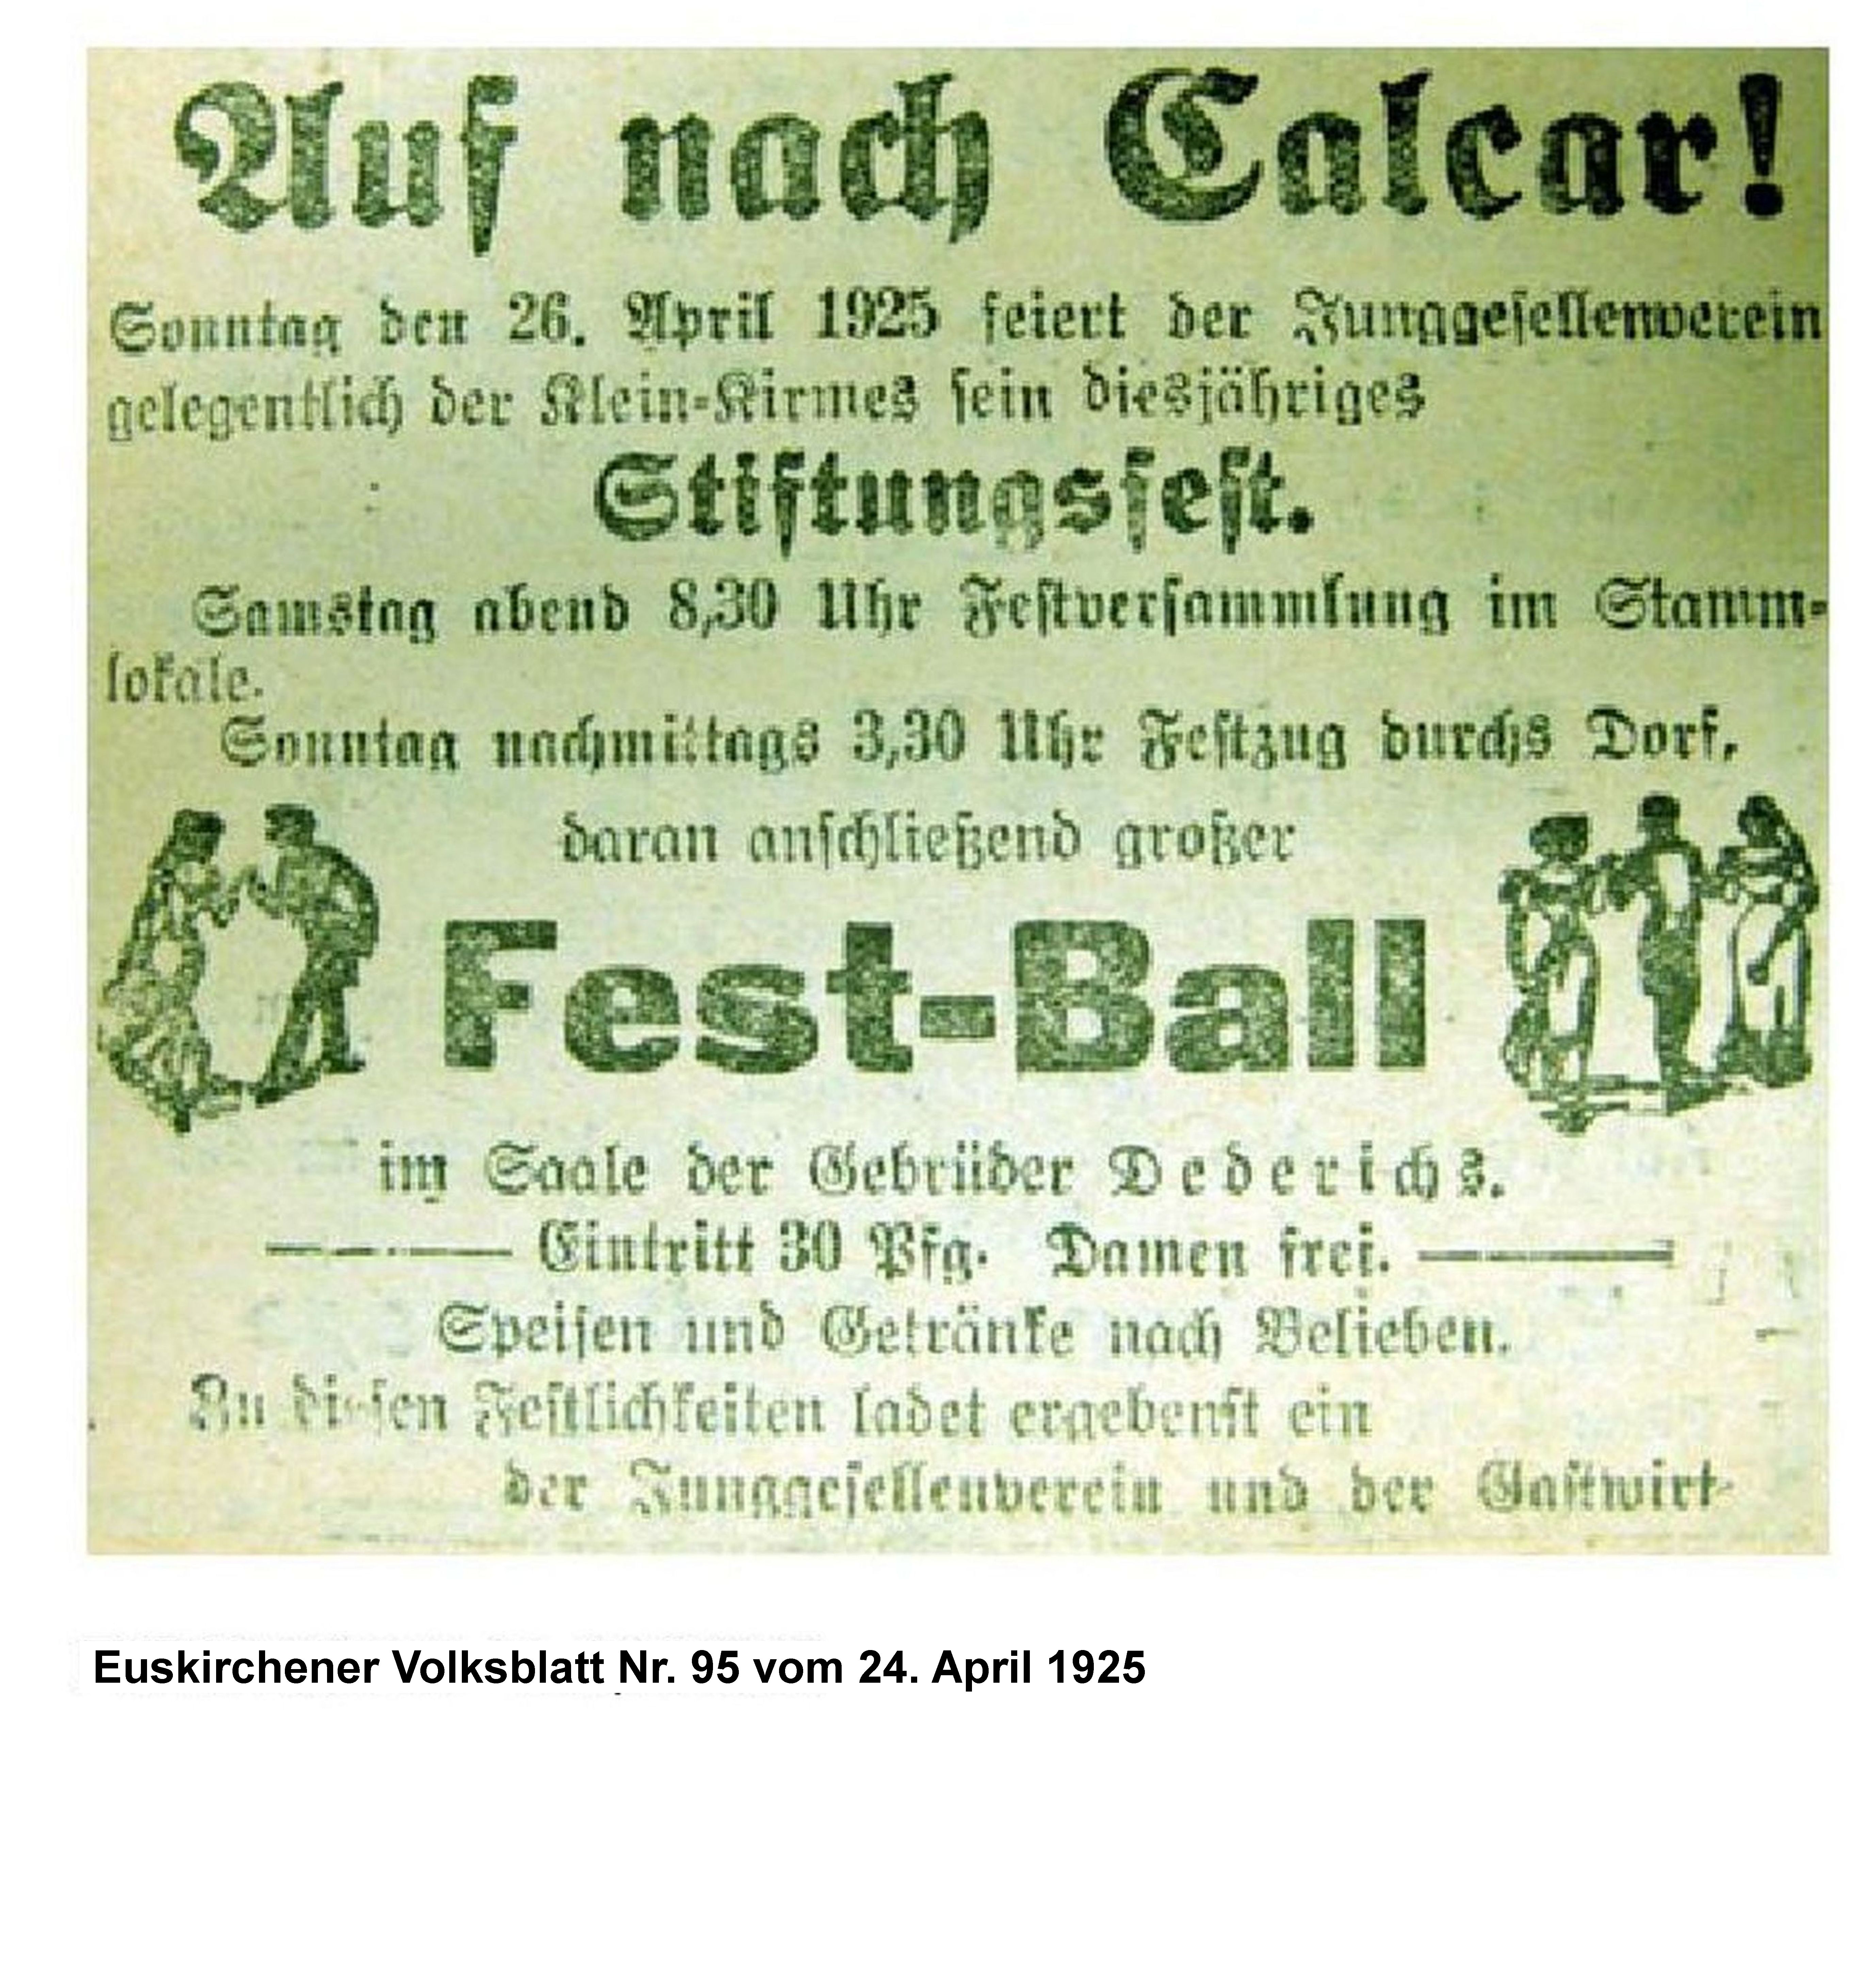 Auf nach Calcar!
Sonntag den 26. April 1925 feiert der Junggesellenverein
gelegentlich der Klein-Kirmes sein diesjähriges
Stiftungsfest.
Samstag abend 8,30 Uhr Festversammlung im Stamm-
lokale.
Sonntag nachmittags 3,30 Uhr Festzug durchs Dorf,
daran anschließend großer
Fest-Ball
im Saale der Gebrüder Dederichs.
Eintritt 30 Pfg. Damen frei.
Speisen und Getränke nach Belieben.
Zu diesen Festlichkeiten ladet ergebenst ein
der Junggesellenverein und der Gastwirt
Euskirchener Volksblatt Nr. 95 vom 24. April 1925